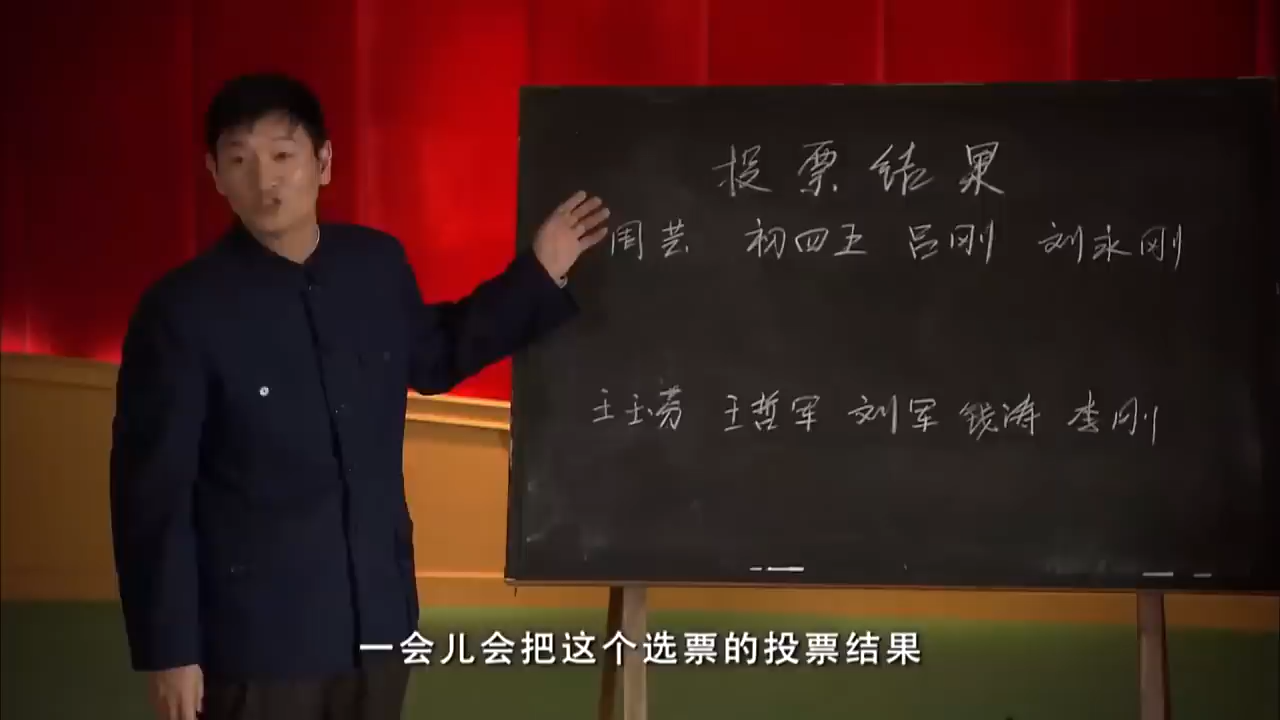 投票结果
周芸 初四五 吕刚 刘永刚
王玉芬 王哲军 刘军 钱涛 李刚
一会儿会把这个选票的投票结果